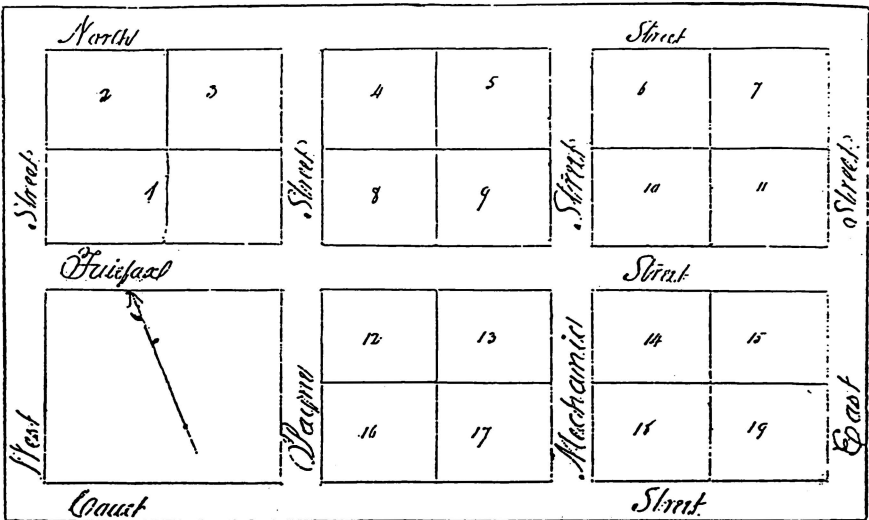 North Street
2 3 4 5 6 7
Street Street Street Street
1 8 9 10 11
Fairfax Street
12 13 14 15
West Payne Mechanic East
16 17 18 19
Court Street